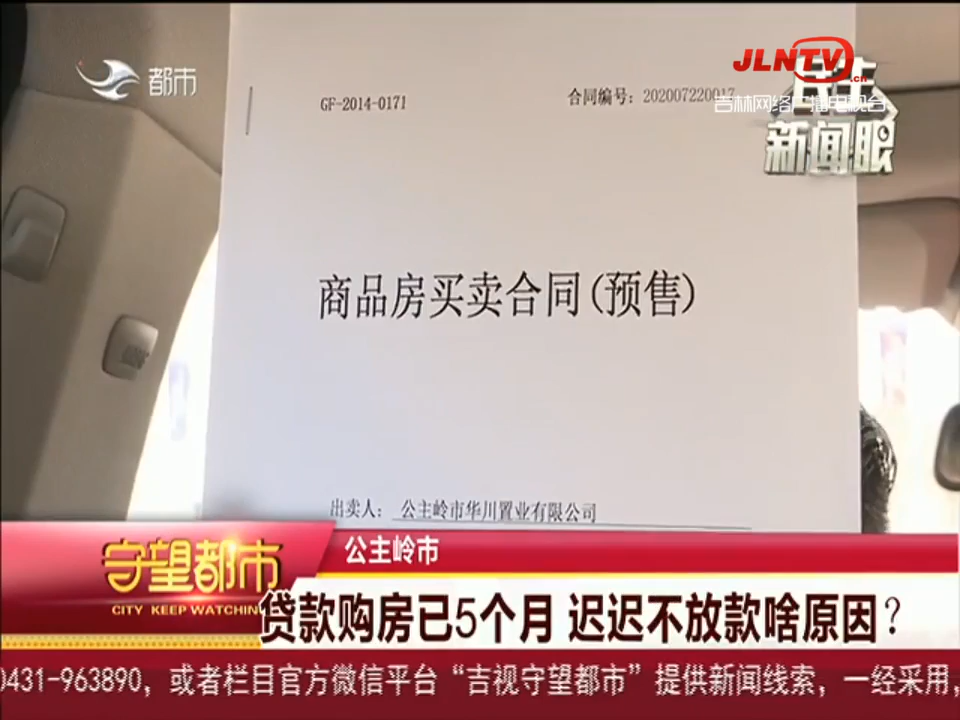 都市
JLNTV.cn
吉林网络广播电视台
新闻眼
GF-2014-0171
合同编号：202007220017
商品房买卖合同(预售)
出卖人：公主岭市华川置业有限公司
守望都市
CITY KEEP WATCHING
公主岭市
贷款购房已5个月 迟迟不放款啥原因？
0431-963890，或者栏目官方微信平台“吉视守望都市”提供新闻线索，一经采用，